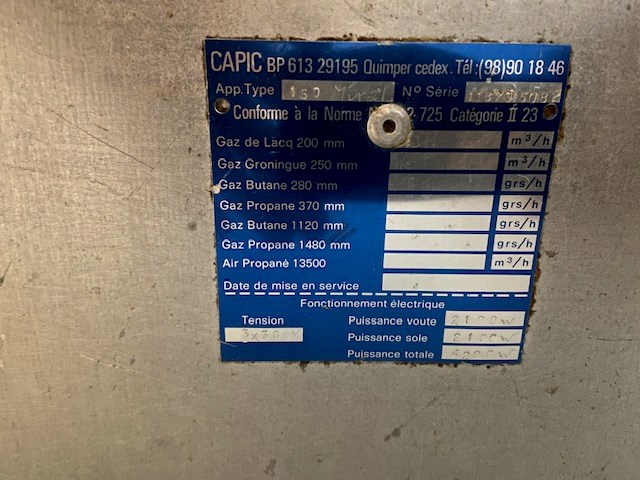 CAPIC BP 613 29195 Quimper cedex. Tél:(98)90 18 46
App.Type 150 N° Série
Conforme à la Norme 725 Catégorie II 23
Gaz de Lacq 200 mm m³/h
Gaz Groningue 250 mm m³/h
Gaz Butane 280 mm grs/h
Gaz Propane 370 mm grs/h
Gaz Butane 1120 mm grs/h
Gaz Propane 1480 mm grs/h
Air Propané 13500 m³/h
Date de mise en service
Fonctionnement électrique
Tension Puissance voute 2100W
3x380V Puissance sole 2100W
Puissance totale 4200W